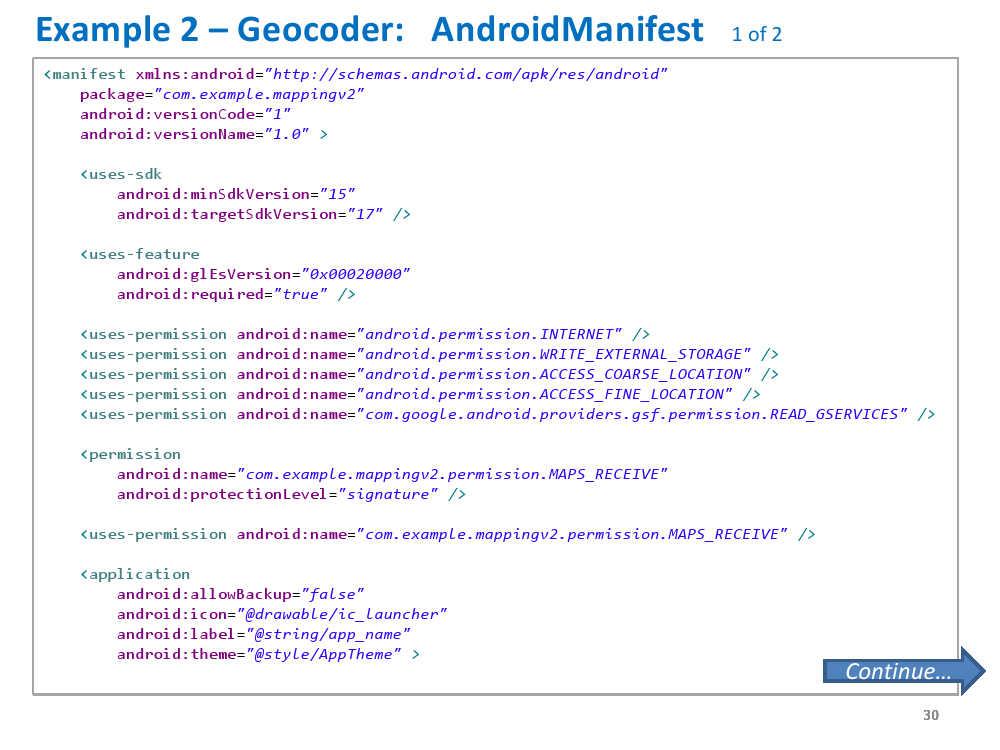 Example 2 – Geocoder: AndroidManifest 1 of 2
<manifest xmlns:android="http://schemas.android.com/apk/res/android"
    package="com.example.mappingv2"
    android:versionCode="1"
    android:versionName="1.0" >
    <uses-sdk
        android:minSdkVersion="15"
        android:targetSdkVersion="17" />
    <uses-feature
        android:glEsVersion="0x00020000"
        android:required="true" />
    <uses-permission android:name="android.permission.INTERNET" />
    <uses-permission android:name="android.permission.WRITE_EXTERNAL_STORAGE" />
    <uses-permission android:name="android.permission.ACCESS_COARSE_LOCATION" />
    <uses-permission android:name="android.permission.ACCESS_FINE_LOCATION" />
    <uses-permission android:name="com.google.android.providers.gsf.permission.READ_GSERVICES" />
    <permission
        android:name="com.example.mappingv2.permission.MAPS_RECEIVE"
        android:protectionLevel="signature" />
    <uses-permission android:name="com.example.mappingv2.permission.MAPS_RECEIVE" />
    <application
        android:allowBackup="false"
        android:icon="@drawable/ic_launcher"
        android:label="@string/app_name"
        android:theme="@style/AppTheme" >
Continue...
30